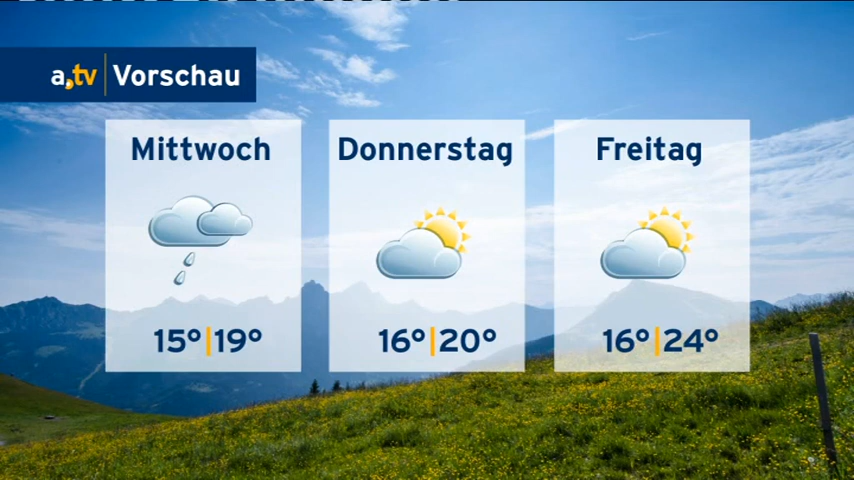 a,tv Vorschau
Mittwoch
15°|19°
Donnerstag
16°|20°
Freitag
16°|24°